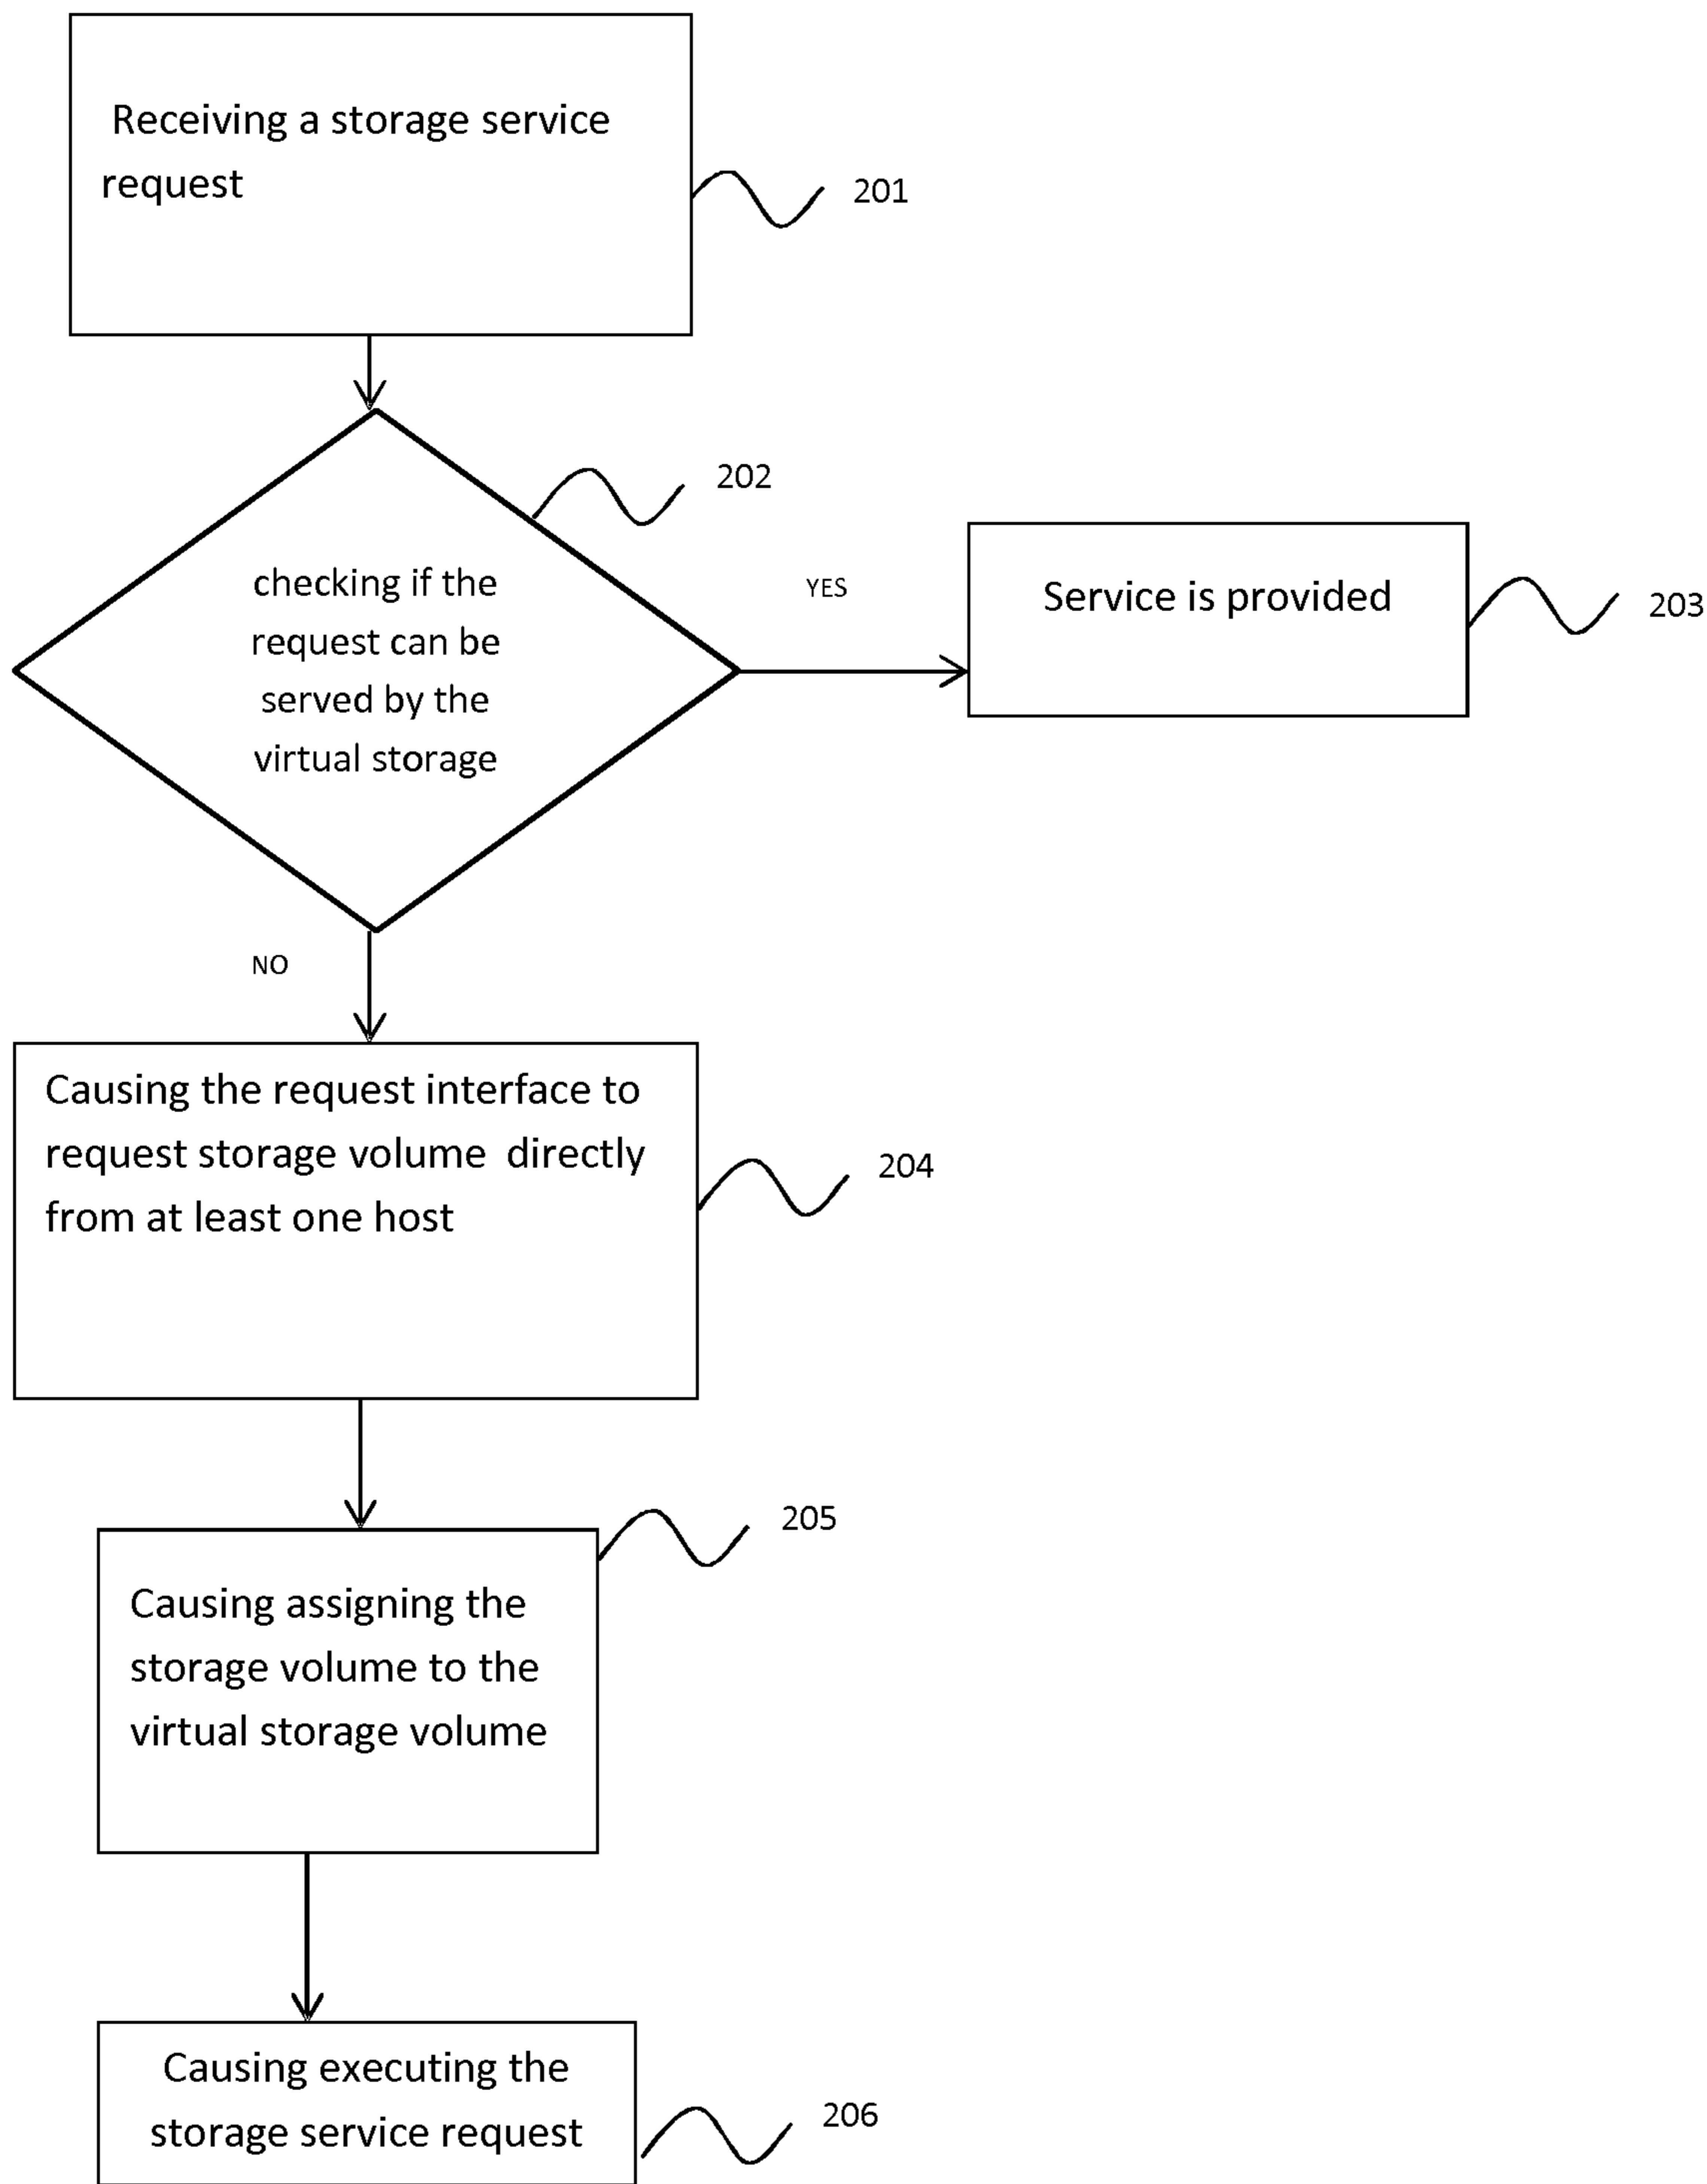 Receiving a storage service
request
201
202
checking if the
request can be
served by the
virtual storage
YES
Service is provided
203
NO
Causing the request interface to
request storage volume  directly
from at least one host
204
205
Causing assigning the
storage volume to the
virtual storage volume
Causing executing the
storage service request
206